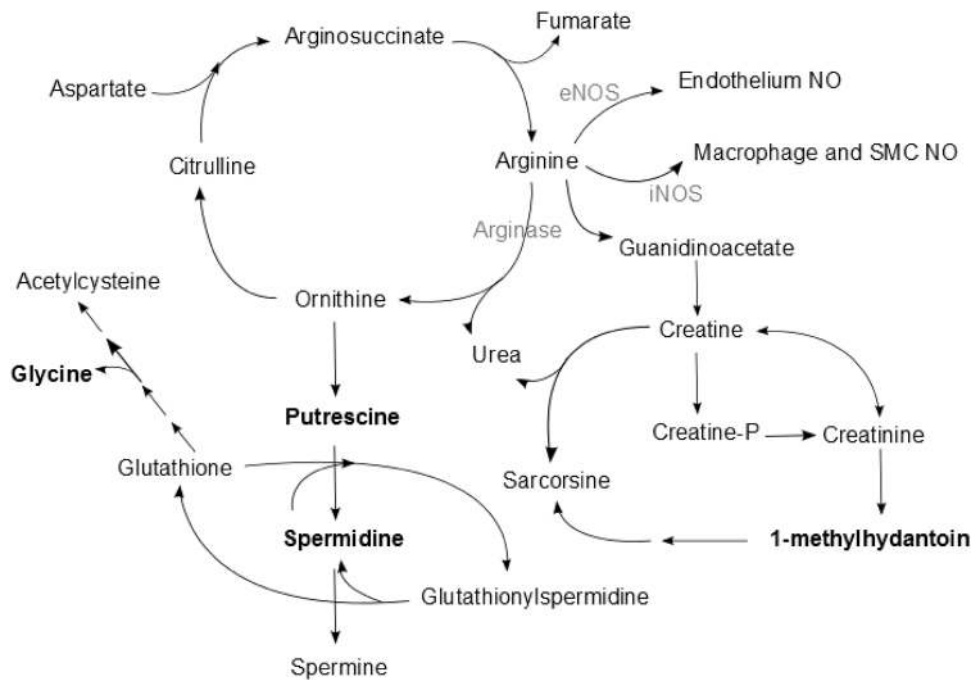 Fumarate
Arginosuccinate
Aspartate
eNOS
Endothelium NO
Citrulline
Arginine
Macrophage and SMC NO
iNOS
Arginase
Guanidinoacetate
Acetylcysteine
Ornithine
Urea
Creatine
Glycine
Putrescine
Creatine-P
Creatinine
Glutathione
Sarcorsine
Spermidine
1-methylhydantoin
Glutathionylspermidine
Spermine